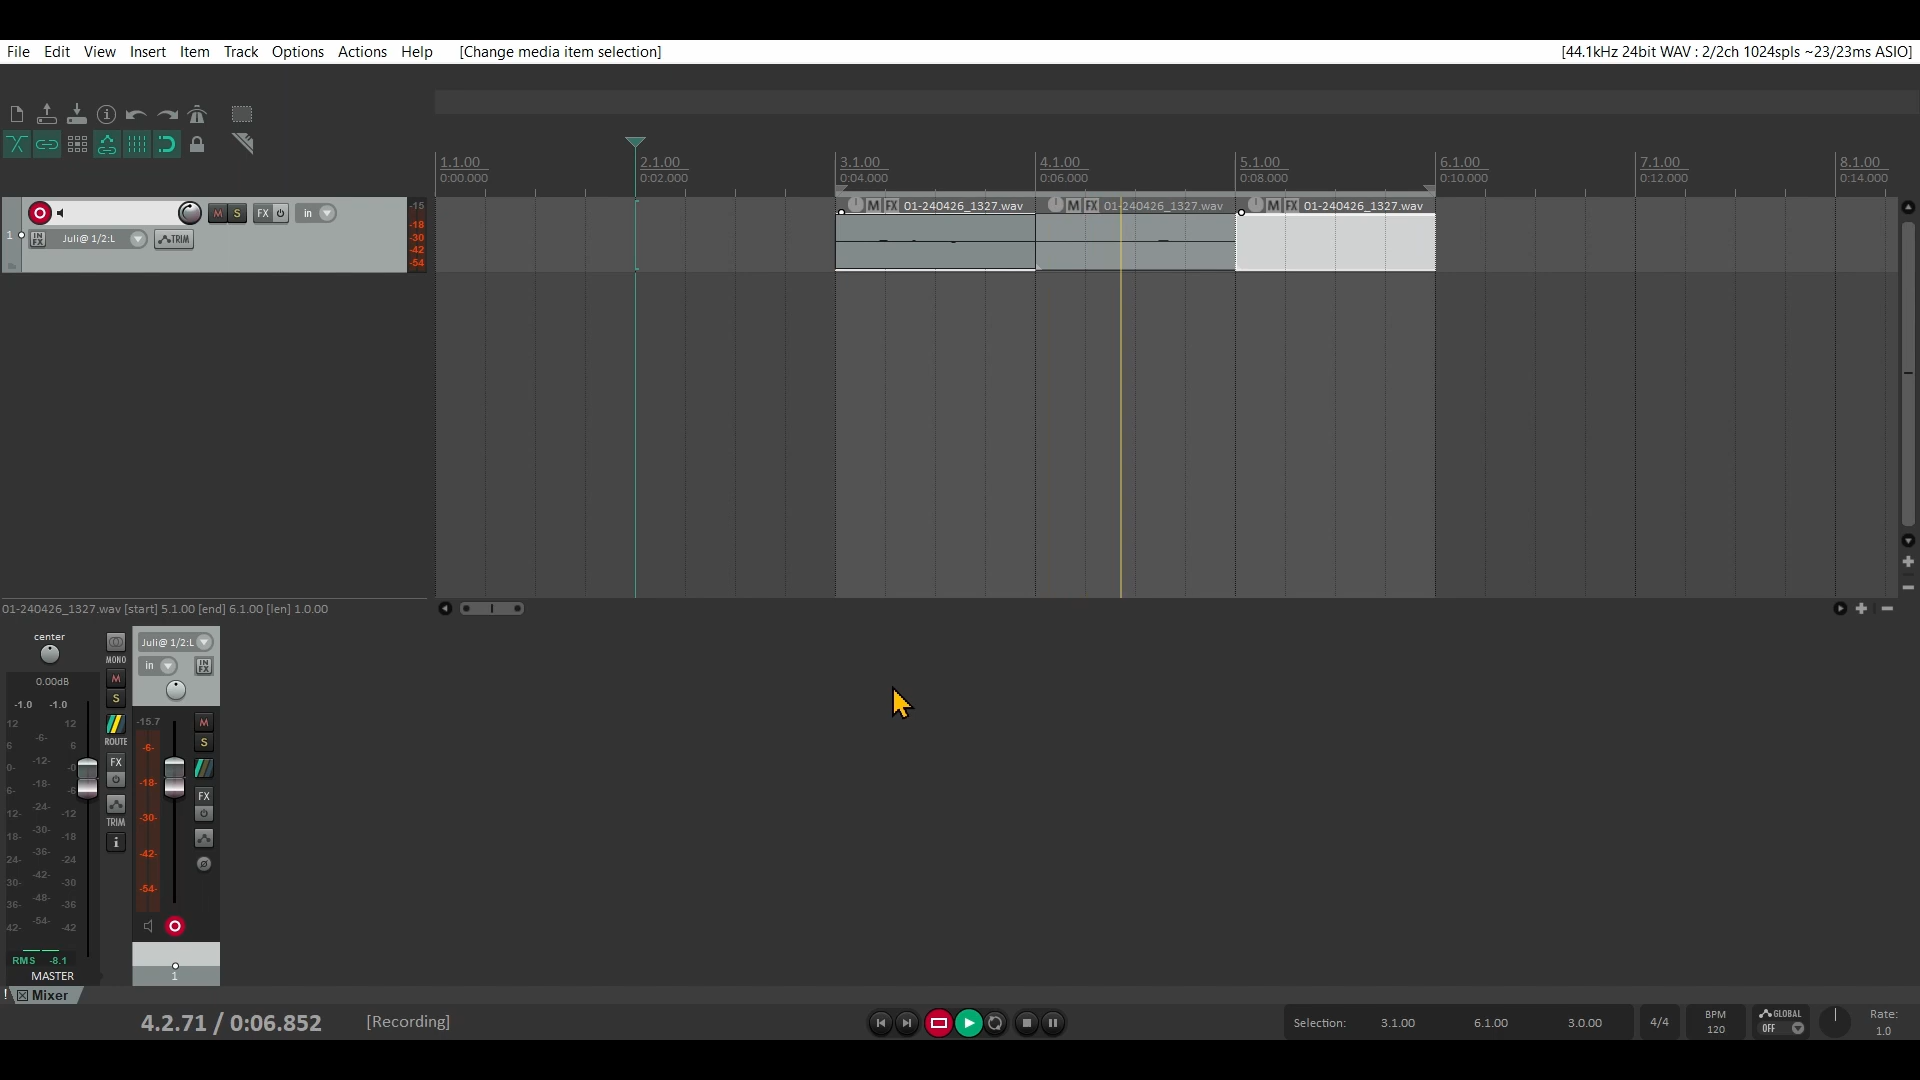 File Edit View Insert Item Track Options Actions Help [Change media item selection] [44.1kHz 24bit WAV : 2/2ch 1024spls ~23/23ms ASIO]
1.1.00 2.1.00 3.1.00 4.1.00 5.1.00 6.1.00 7.1.00 8.1.00
0:00.000 0:02.000 0:04.000 0:06.000 0:08.000 0:10.000 0:12.000 0:14.000
M FX 01-240426_1327.wav M FX 01-240426_1327.wav M FX 01-240426_1327.wav
M S FX in -15
-18
1 IN FX Juli@ 1/2:L TRIM -30
-42
-54
01-240426_1327.wav [start] 5.1.00 [end] 6.1.00 [len] 1.0.00
center
Juli@ 1/2:L
MONO in IN FX
0.00dB M
-1.0 -1.0 S
12 12 -15.7 M
-6-
6 6 ROUTE -6- S
-12-
0- -0 FX
-18-
6- -6 -18- FX
-24-
12- -12 TRIM -30-
-30-
18- -18
-36-
24- -24 -42-
-42-
30- -30 -54-
-48-
36- -36
-54-
42- -42
RMS -8.1
MASTER 1
! Mixer
4.2.71 / 0:06.852 [Recording] Selection: 3.1.00 6.1.00 3.0.00 4/4 BPM 120 GLOBAL OFF Rate: 1.0